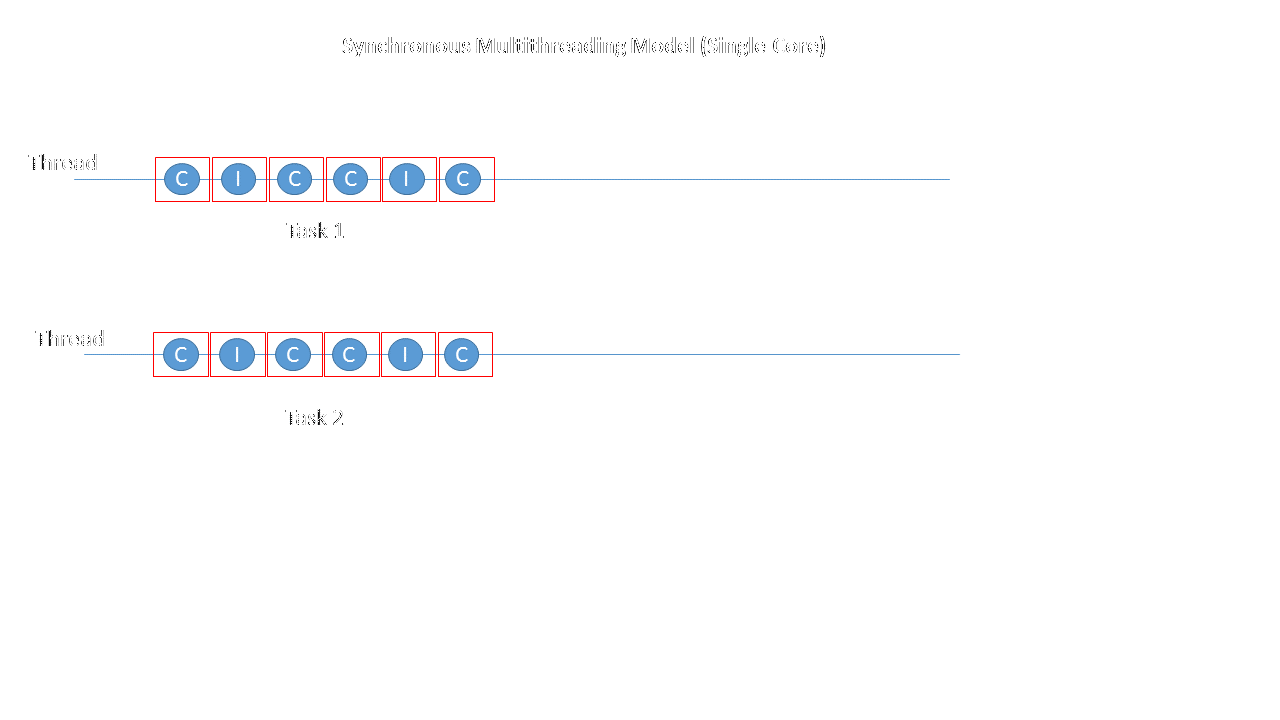 Synchronous Multithreading Model (Single Core)
Thread
C I C C I C
Task 1
Thread
C I C C I C
Task 2